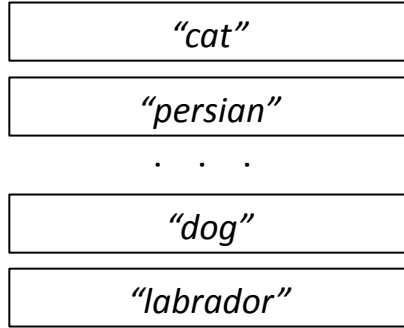 “cat”
“persian”
. . .
“dog”
“labrador”